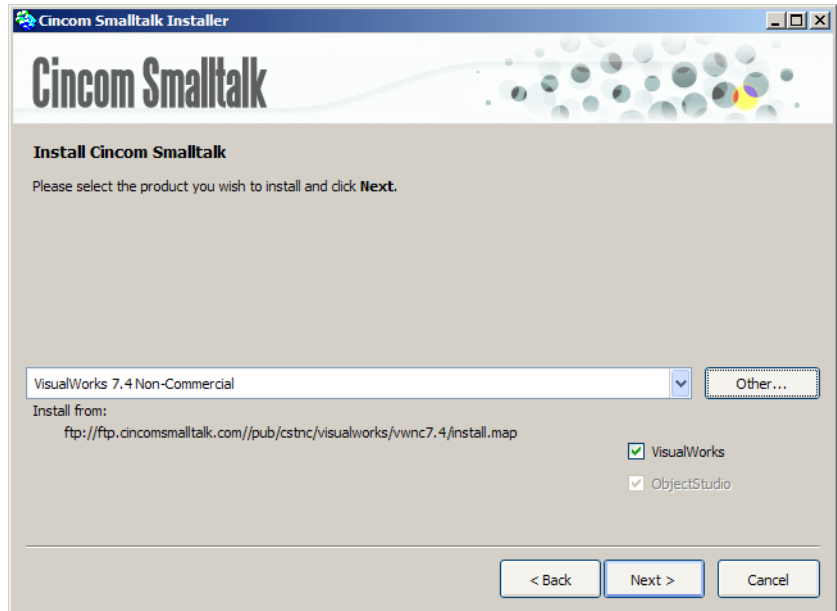 Cincom Smalltalk Installer
Cincom Smalltalk
Install Cincom Smalltalk
Please select the product you wish to install and click Next.
VisualWorks 7.4 Non-Commercial
Other...
Install from:
ftp://ftp.cincomsmalltalk.com//pub/cstnc/visualworks/vwnc7.4/install.map
VisualWorks
ObjectStudio
< Back
Next >
Cancel